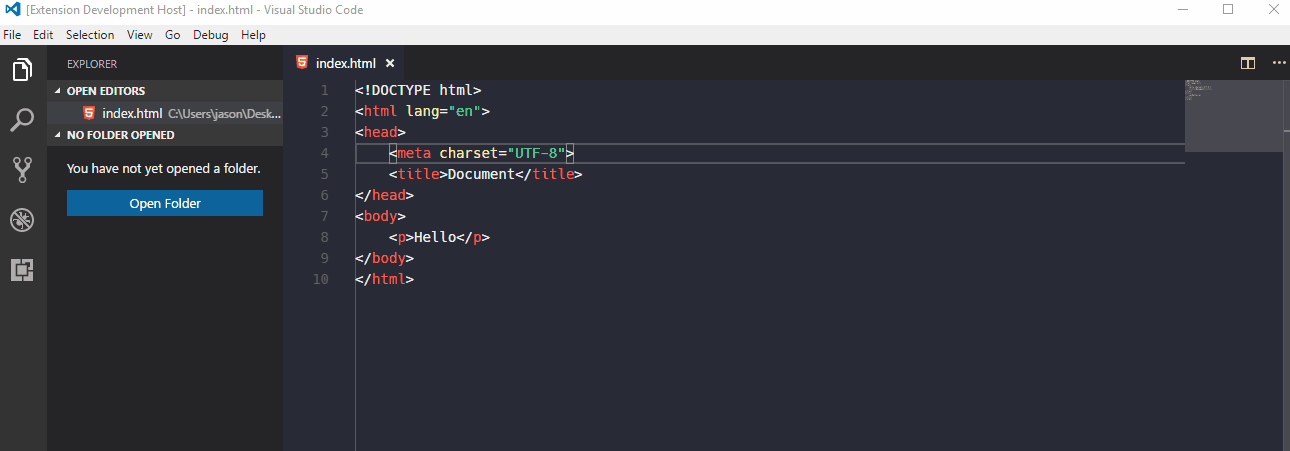 [Extension Development Host] - index.html - Visual Studio Code
File Edit Selection View Go Debug Help
EXPLORER
OPEN EDITORS
index.html C:\Users\jason\Desk...
NO FOLDER OPENED
You have not yet opened a folder.
Open Folder
index.html
1 <!DOCTYPE html>
2 <html lang="en">
3 <head>
4     <meta charset="UTF-8">
5     <title>Document</title>
6 </head>
7 <body>
8     <p>Hello</p>
9 </body>
10 </html>